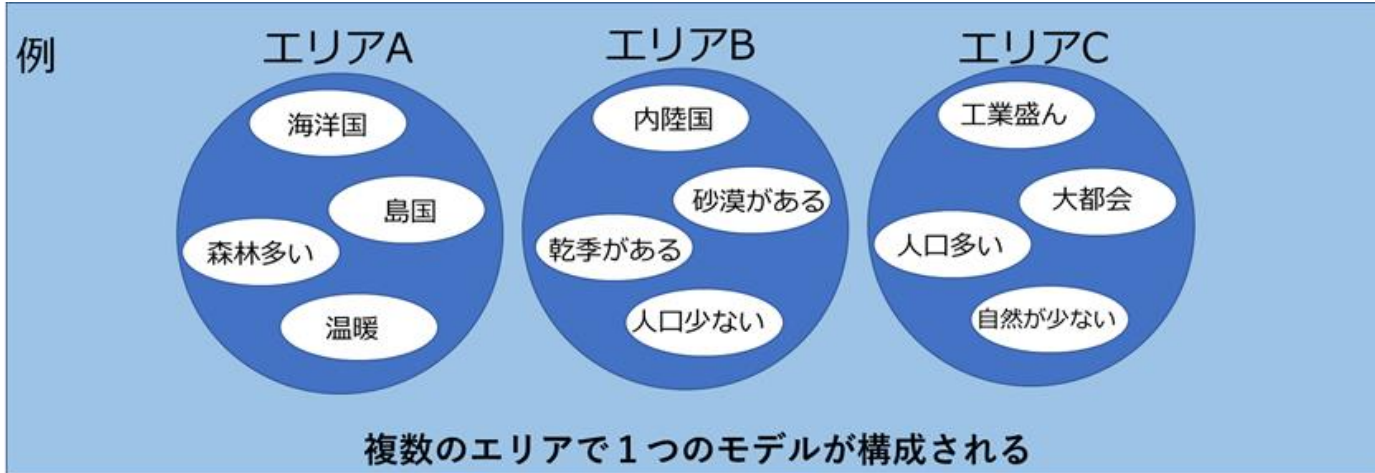 例
エリアA
海洋国
島国
森林多い
温暖
エリアB
内陸国
砂漠がある
乾季がある
人口少ない
エリアC
工業盛ん
大都会
人口多い
自然が少ない
複数のエリアで１つのモデルが構成される